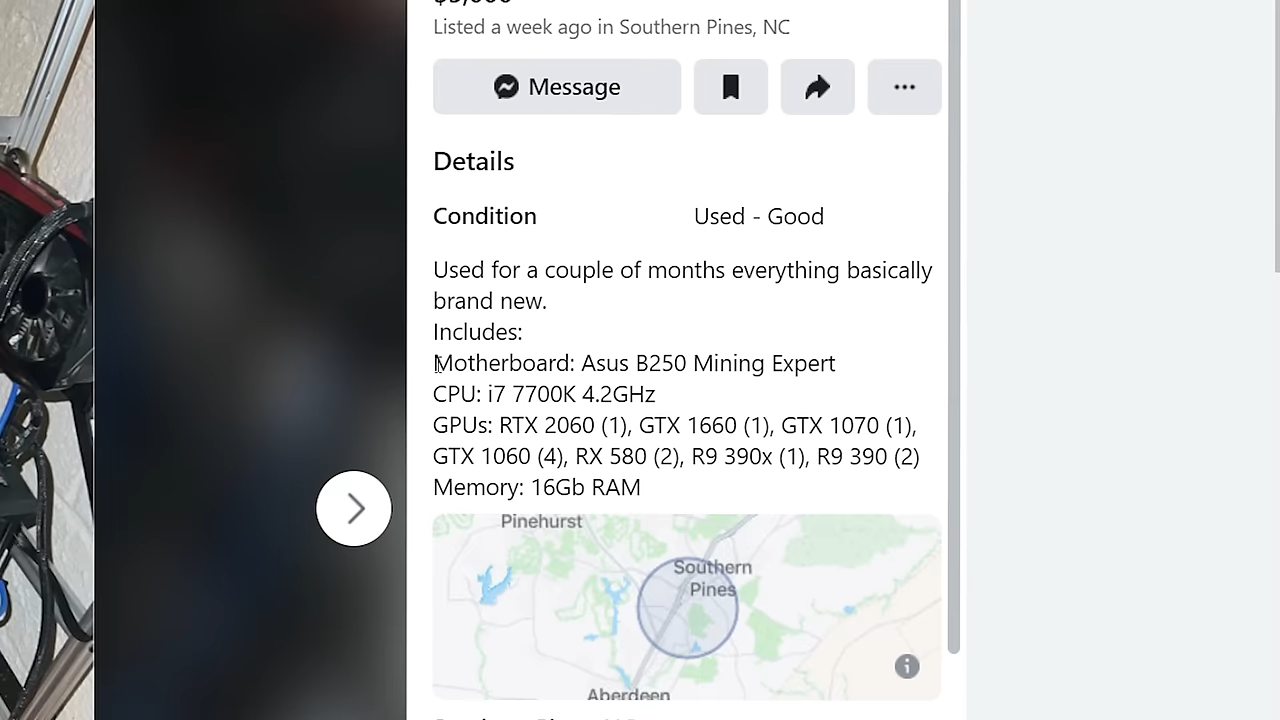 Listed a week ago in Southern Pines, NC
Message
Details
Condition Used - Good
Used for a couple of months everything basically
brand new.
Includes:
Motherboard: Asus B250 Mining Expert
CPU: i7 7700K 4.2GHz
GPUs: RTX 2060 (1), GTX 1660 (1), GTX 1070 (1),
GTX 1060 (4), RX 580 (2), R9 390x (1), R9 390 (2)
Memory: 16Gb RAM
Pinehurst
Southern
Pines
Aberdeen